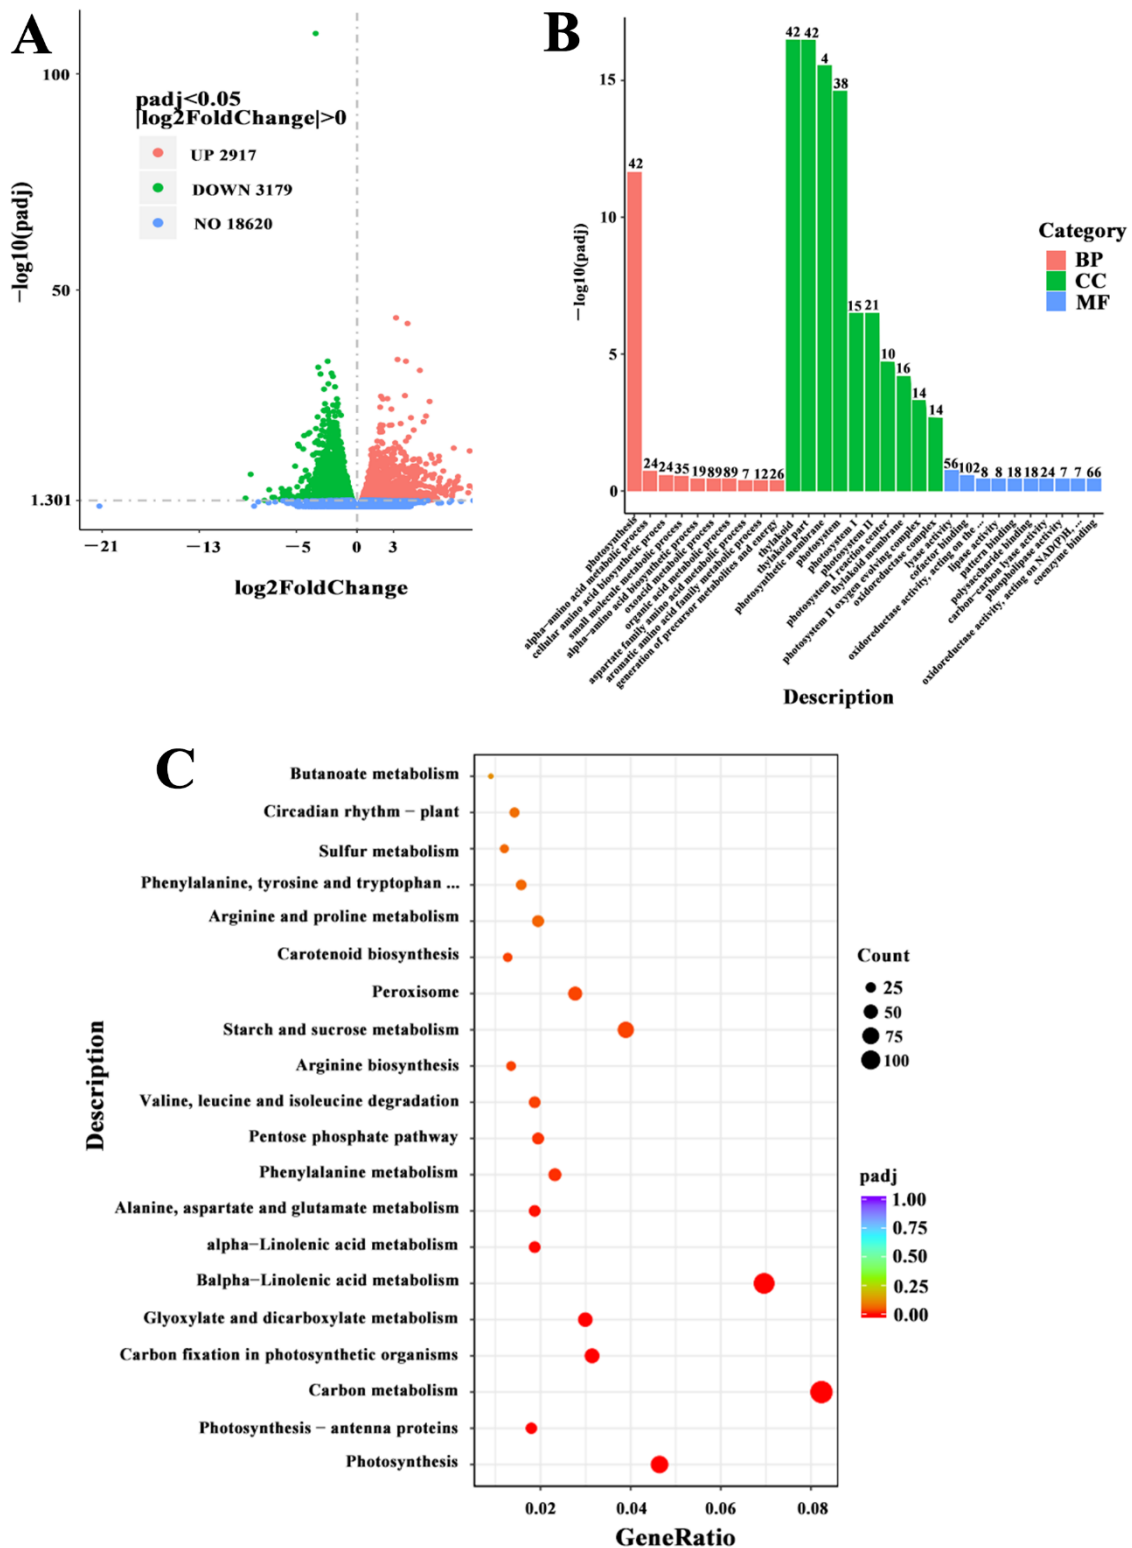 A
100
50
1.301
−log10(padj)
padj<0.05
|log2FoldChange|>0
UP 2917
DOWN 3179
NO 18620
−21
−13
−5
0
3
log2FoldChange
B
15
10
5
0
−log10(padj)
42
24
24
35
19
89
89
7
12
26
42
42
4
38
15
21
10
16
14
14
56
102
8
8
18
18
24
7
7
66
Category
BP
CC
MF
photosynthesis
alpha−amino acid metabolic process
cellular amino acid metabolic proces
small molecule biosynthetic process
alpha−amino acid biosynthetic process
oxoacid metabolic process
organic acid metabolic process
aspartate family amino acid metabolic process
aromatic amino acid family metabolic process
generation of precursor metabolites and energy
thylakoid
thylakoid part
photosynthetic membrane
photosystem
photosystem I
photosystem II
photosystem I reaction center
thylakoid membrane
photosystem II oxygen evolving complex
oxidoreductase complex
lyase activity
cofactor binding
oxidoreductase activity, acting on the ...
lipase activity
pattern binding
polysaccharide binding
carbon−carbon lyase activity
phospholipase activity
oxidoreductase activity, acting on NAD(P)H, ...
coenzyme binding
Description
C
Description
Butanoate metabolism
Circadian rhythm − plant
Sulfur metabolism
Phenylalanine, tyrosine and tryptophan ...
Arginine and proline metabolism
Carotenoid biosynthesis
Peroxisome
Starch and sucrose metabolism
Arginine biosynthesis
Valine, leucine and isoleucine degradation
Pentose phosphate pathway
Phenylalanine metabolism
Alanine, aspartate and glutamate metabolism
alpha−Linolenic acid metabolism
Balpha−Linolenic acid metabolism
Glyoxylate and dicarboxylate metabolism
Carbon fixation in photosynthetic organisms
Carbon metabolism
Photosynthesis − antenna proteins
Photosynthesis
0.02
0.04
0.06
0.08
GeneRatio
Count
25
50
75
100
padj
1.00
0.75
0.50
0.25
0.00